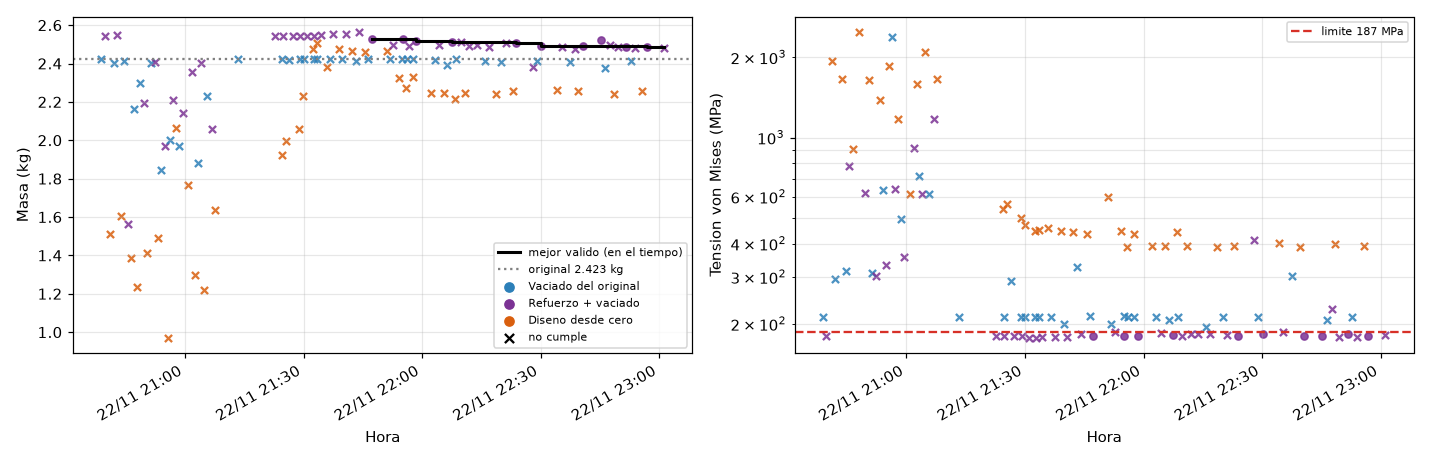 Masa (kg)
2.6
2.4
2.2
2.0
1.8
1.6
1.4
1.2
1.0
mejor valido (en el tiempo)
original 2.423 kg
Vaciado del original
Refuerzo + vaciado
Diseno desde cero
no cumple
22/11 21:00
22/11 21:30
22/11 22:00
22/11 22:30
22/11 23:00
Hora
Tension von Mises (MPa)
limite 187 MPa
2 × 10³
10³
6 × 10²
4 × 10²
3 × 10²
2 × 10²
22/11 21:00
22/11 21:30
22/11 22:00
22/11 22:30
22/11 23:00
Hora